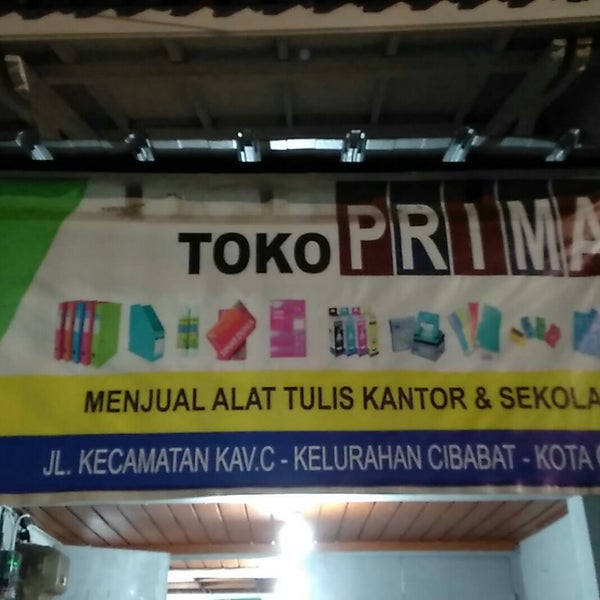 TOKO PRIMA
MENJUAL ALAT TULIS KANTOR & SEKOLA
JL. KECAMATAN KAV.C - KELURAHAN CIBABAT - KOTA